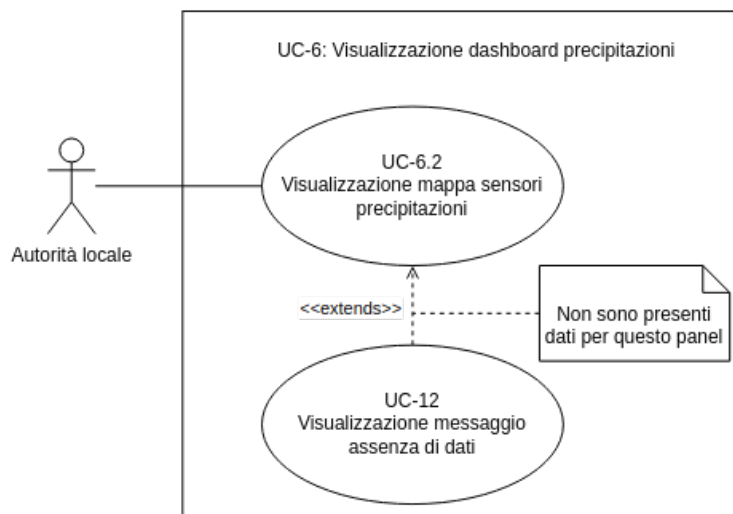 UC-6: Visualizzazione dashboard precipitazioni
UC-6.2
Visualizzazione mappa sensori
precipitazioni
Autorità locale
<<extends>>
Non sono presenti
dati per questo panel
UC-12
Visualizzazione messaggio
assenza di dati